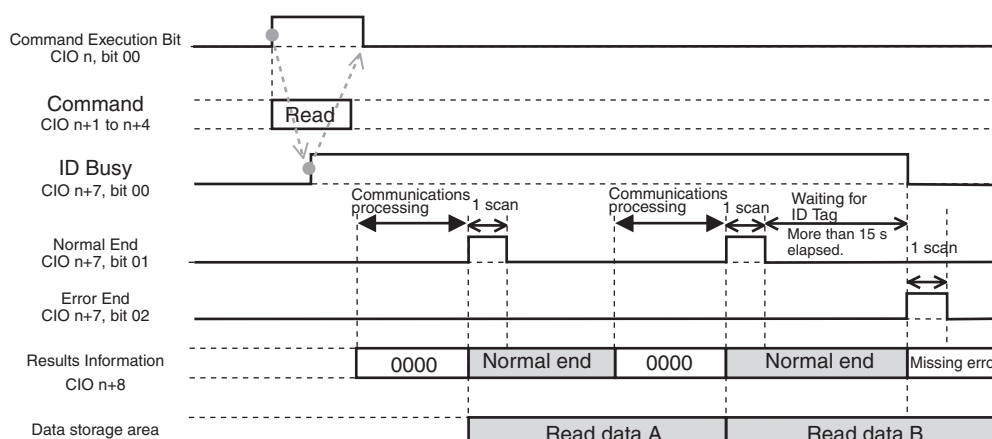 Command Execution Bit
CIO n, bit 00
Command
CIO n+1 to n+4
Read
ID Busy
CIO n+7, bit 00
Communications
processing
1 scan
Communications
processing
1 scan
Waiting for
ID Tag
More than 15 s
elapsed.
1 scan
Normal End
CIO n+7, bit 01
Error End
CIO n+7, bit 02
Results Information
CIO n+8
0000
Normal end
0000
Normal end
Missing erro
Data storage area
Read data A
Read data B